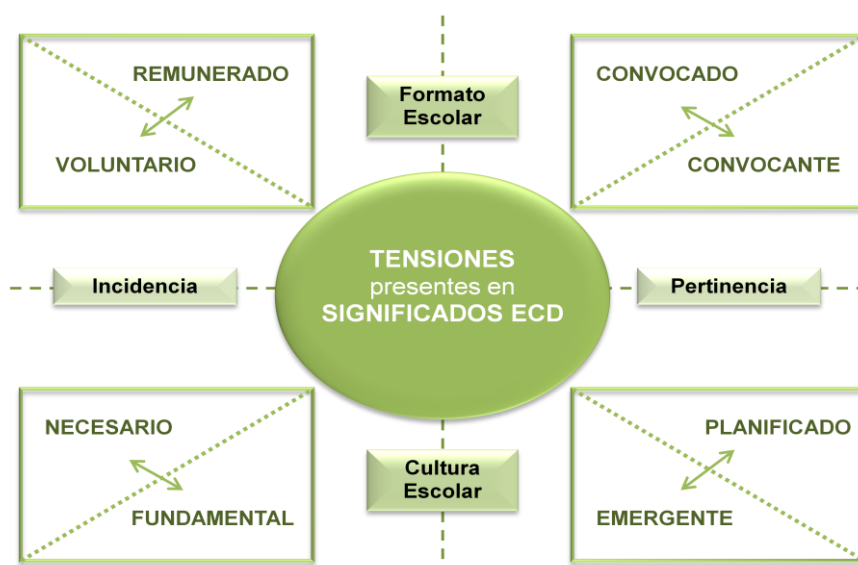 REMUNERADO
VOLUNTARIO
Formato
Escolar
CONVOCADO
CONVOCANTE
Incidencia
TENSIONES
presentes en
SIGNIFICADOS ECD
Pertinencia
NECESARIO
FUNDAMENTAL
Cultura
Escolar
PLANIFICADO
EMERGENTE